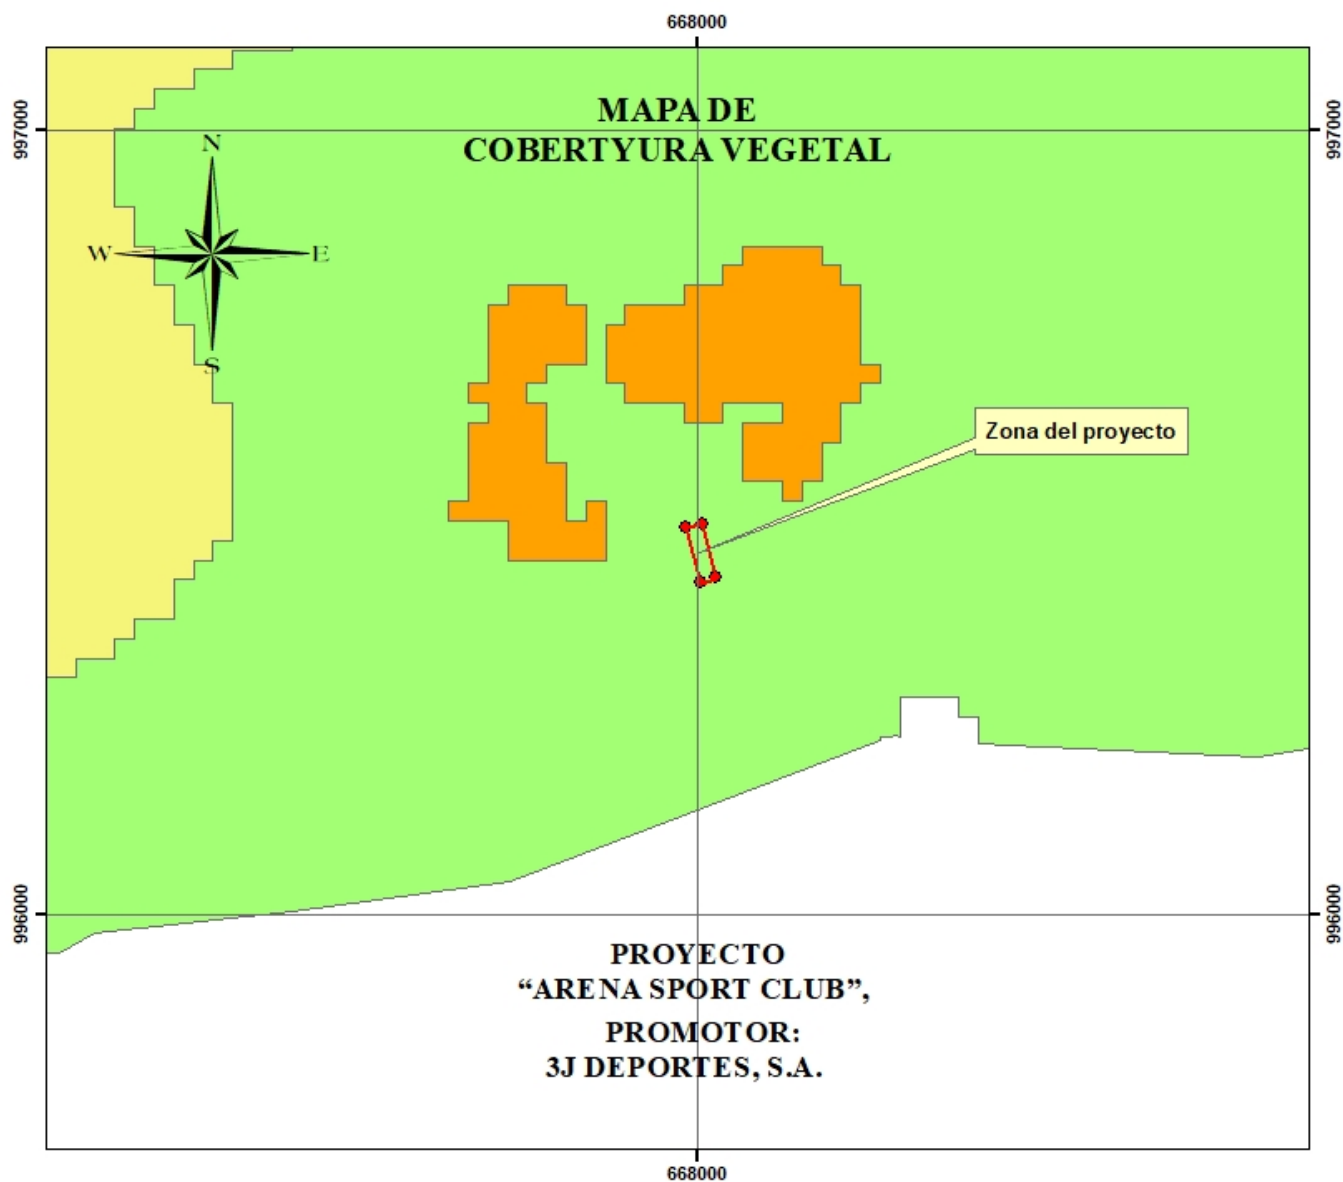 668000
997000
997000
MAPA DE
COBERTYURA VEGETAL
N
W
E
S
Zona del proyecto
996000
996000
PROYECTO
“ARENA SPORT CLUB”,
PROMOTOR:
3J DEPORTES, S.A.
668000